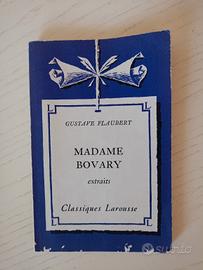 GUSTAVE FLAUBERT
MADAME
BOVARY
extraits
Classiques Larousse
subito